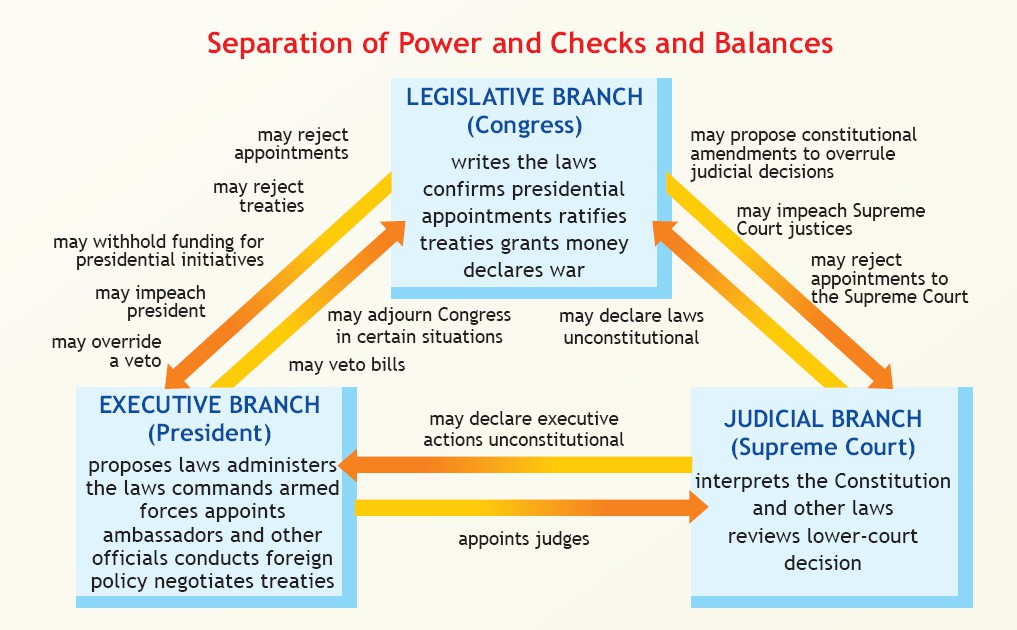 Separation of Power and Checks and Balances
LEGISLATIVE BRANCH
(Congress)
writes the laws
confirms presidential
appointments ratifies
treaties grants money
declares war
may reject
appointments
may reject
treaties
may withhold funding for
presidential initiatives
may impeach
president
may override
a veto
may adjourn Congress
in certain situations
may veto bills
may propose constitutional
amendments to overrule
judicial decisions
may impeach Supreme
Court justices
may reject
appointments to
the Supreme Court
may declare laws
unconstitutional
EXECUTIVE BRANCH
(President)
proposes laws administers
the laws commands armed
forces appoints
ambassadors and other
officials conducts foreign
policy negotiates treaties
may declare executive
actions unconstitutional
appoints judges
JUDICIAL BRANCH
(Supreme Court)
interprets the Constitution
and other laws
reviews lower-court
decision